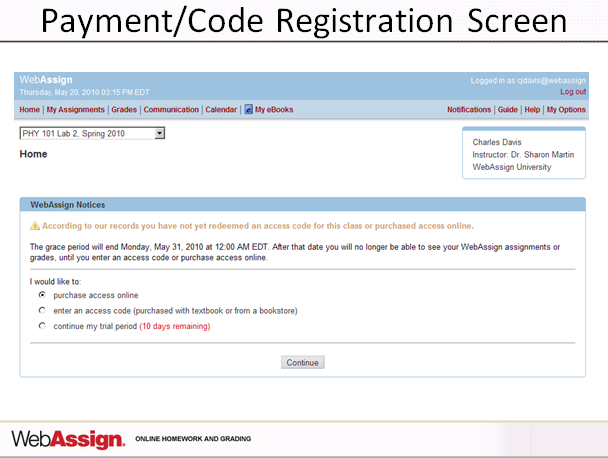 Payment/Code Registration Screen
WebAssign
Logged in as cjdavis@webassign
Thursday, May 20, 2010 03:15 PM EDT
Log out
Home | My Assignments | Grades | Communication | Calendar | My eBooks
Notifications | Guide | Help | My Options
PHY 101 Lab 2, Spring 2010
Home
Charles Davis
Instructor: Dr. Sharon Martin
WebAssign University
WebAssign Notices
According to our records you have not yet redeemed an access code for this class or purchased access online.
The grace period will end Monday, May 31, 2010 at 12:00 AM EDT. After that date you will no longer be able to see your WebAssign assignments or
grades, until you enter an access code or purchase access online.
I would like to:
purchase access online
enter an access code (purchased with textbook or from a bookstore)
continue my trial period (10 days remaining)
Continue
WebAssign. ONLINE HOMEWORK AND GRADING